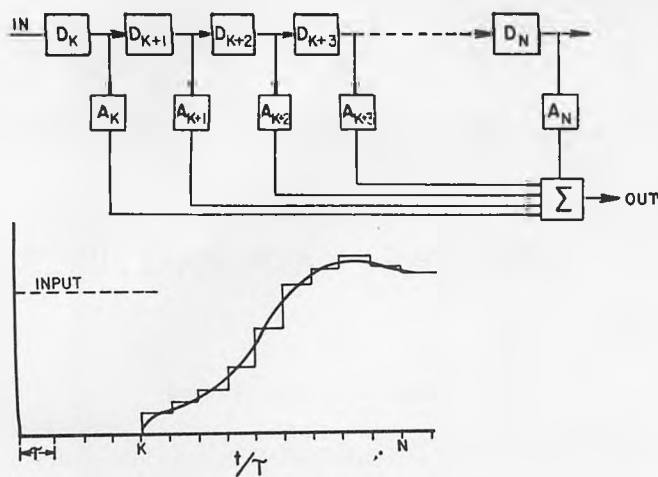 IN D_K D_K+1 D_K+2 D_K+3 D_N
A_K A_K+1 A_K+2 A_K+3 A_N
Σ OUT
INPUT
K N
τ t/τ